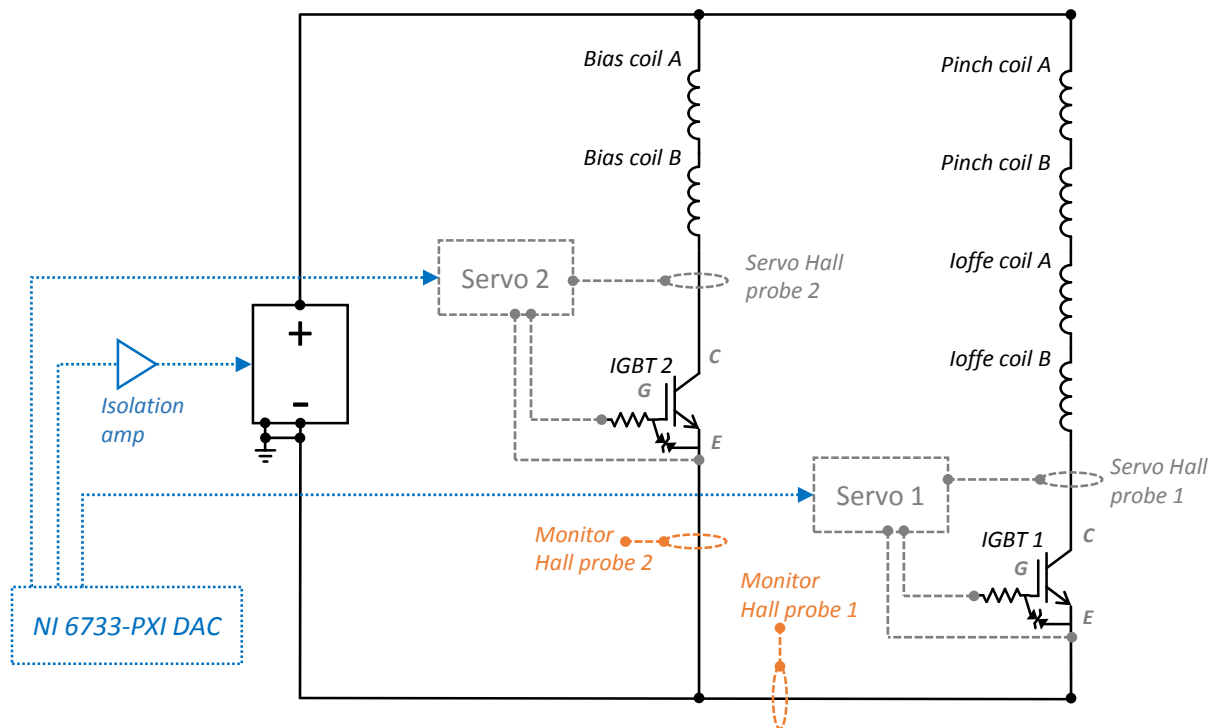 Bias coil A
Pinch coil A
Bias coil B
Pinch coil B
Servo 2
Servo Hall
probe 2
Ioffe coil A
+
-
Isolation
amp
IGBT 2
C
G
E
Ioffe coil B
Servo 1
Servo Hall
probe 1
Monitor
Hall probe 2
IGBT 1
C
G
E
Monitor
Hall probe 1
NI 6733-PXI DAC